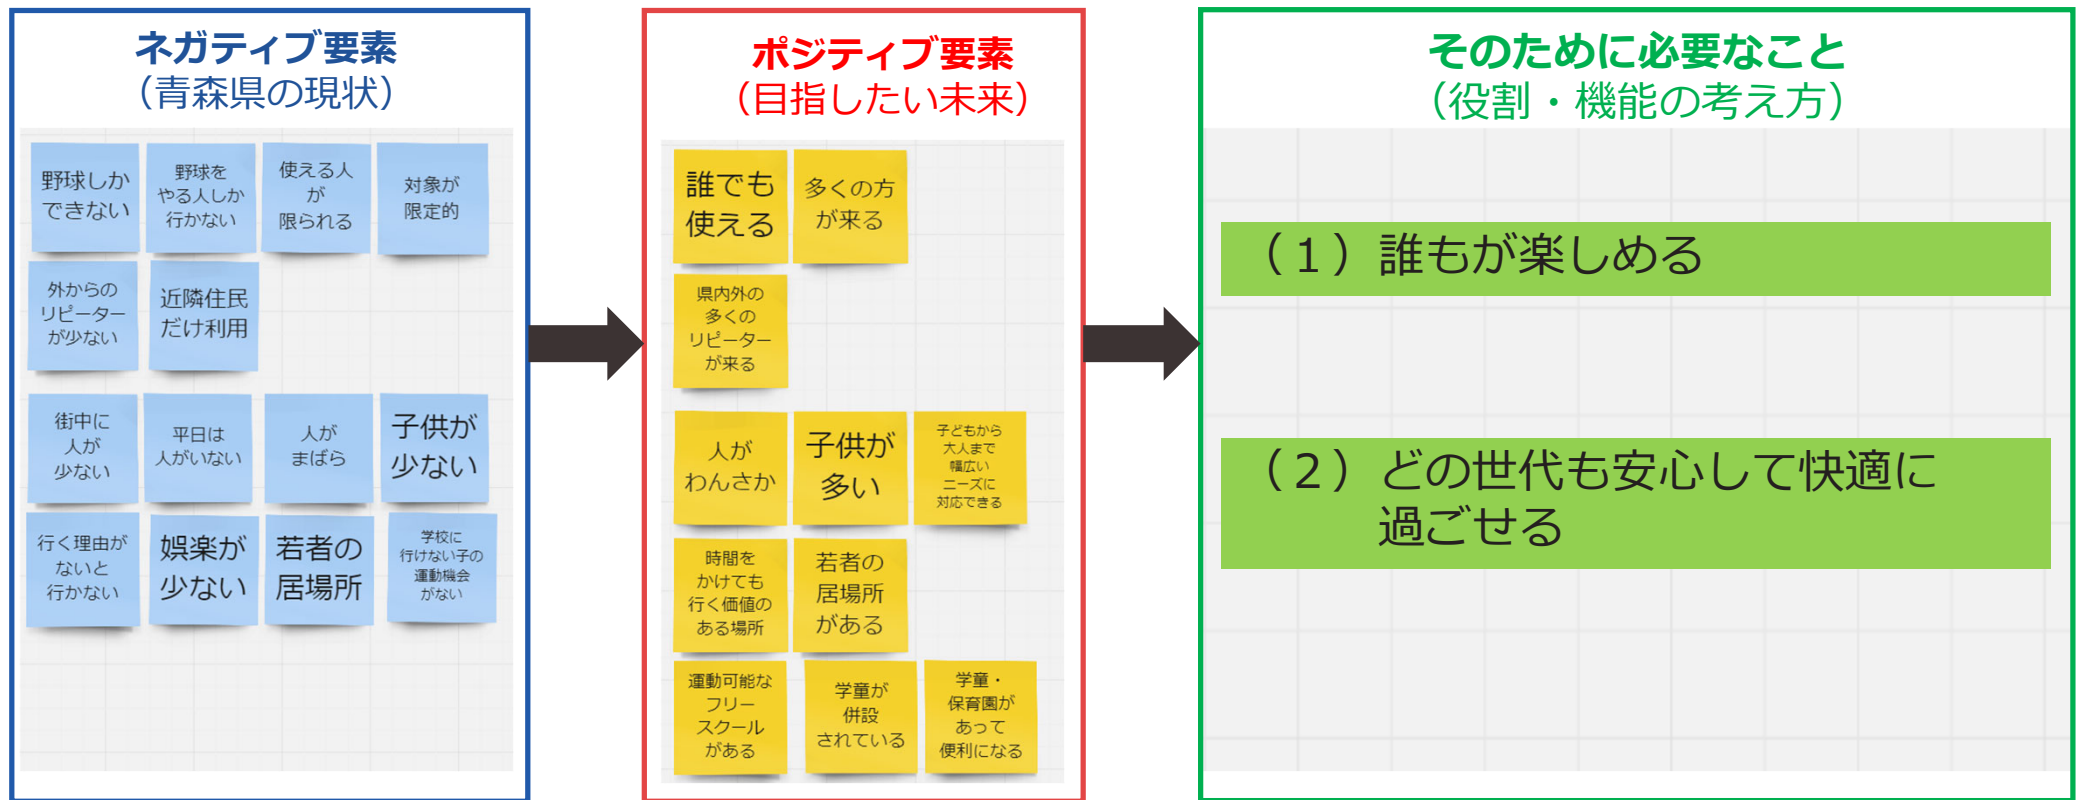 ネガティブ要素
（青森県の現状）
野球しか
できない
野球を
やる人しか
行かない
使える人
が
限られる
対象が
限定的
外からの
リピーター
が少ない
近隣住民
だけ利用
街中に
人が
少ない
平日は
人がいない
人が
まばら
子供が
少ない
行く理由が
ないと
行かない
娯楽が
少ない
若者の
居場所
学校に
行けない子の
運動機会
がない
ポジティブ要素
（目指したい未来）
誰でも
使える
多くの方
が来る
県内外の
多くの
リピーター
が来る
人が
わんさか
子供が
多い
子どもから
大人まで
幅広い
ニーズに
対応できる
時間を
かけても
行く価値の
ある場所
若者の
居場所
がある
運動可能な
フリー
スクール
がある
学童が
併設
されている
学童・
保育園が
あって
便利になる
そのために必要なこと
（役割・機能の考え方）
（１）誰もが楽しめる
（２）どの世代も安心して快適に
過ごせる